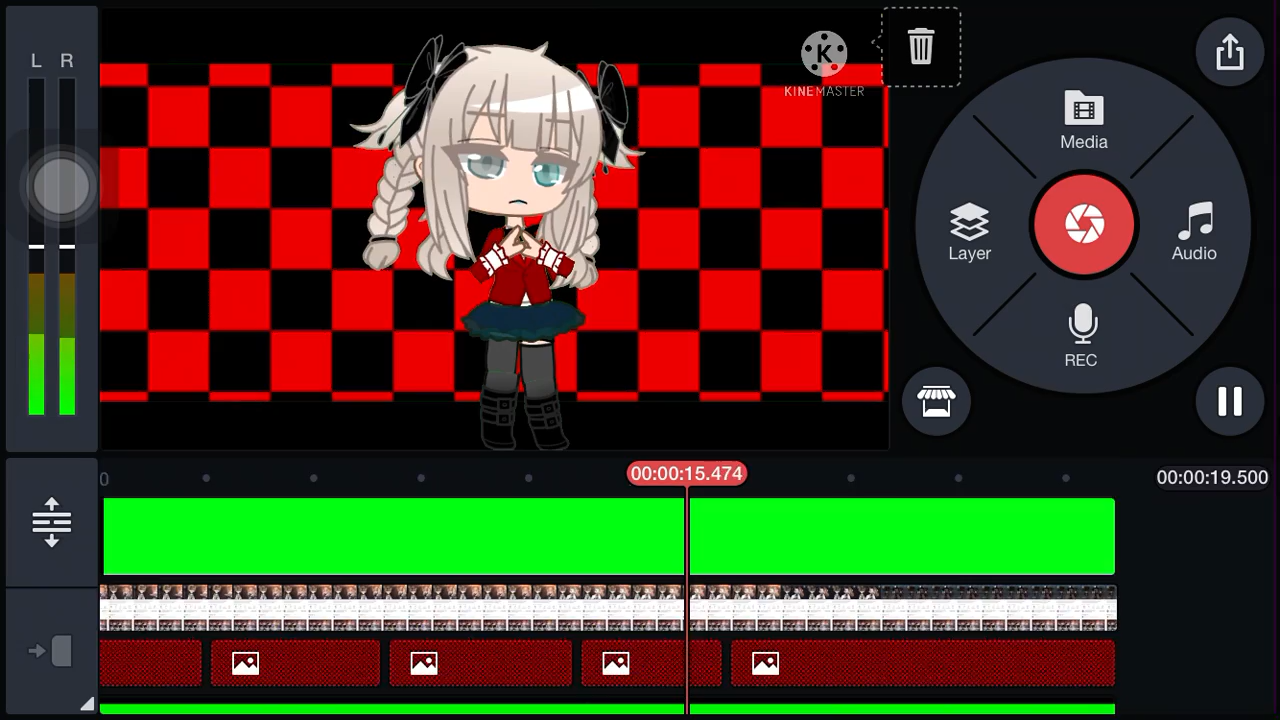 L R
K
KINEMASTER
Media
Layer
Audio
REC
0
00:00:15.474
00:00:19.500